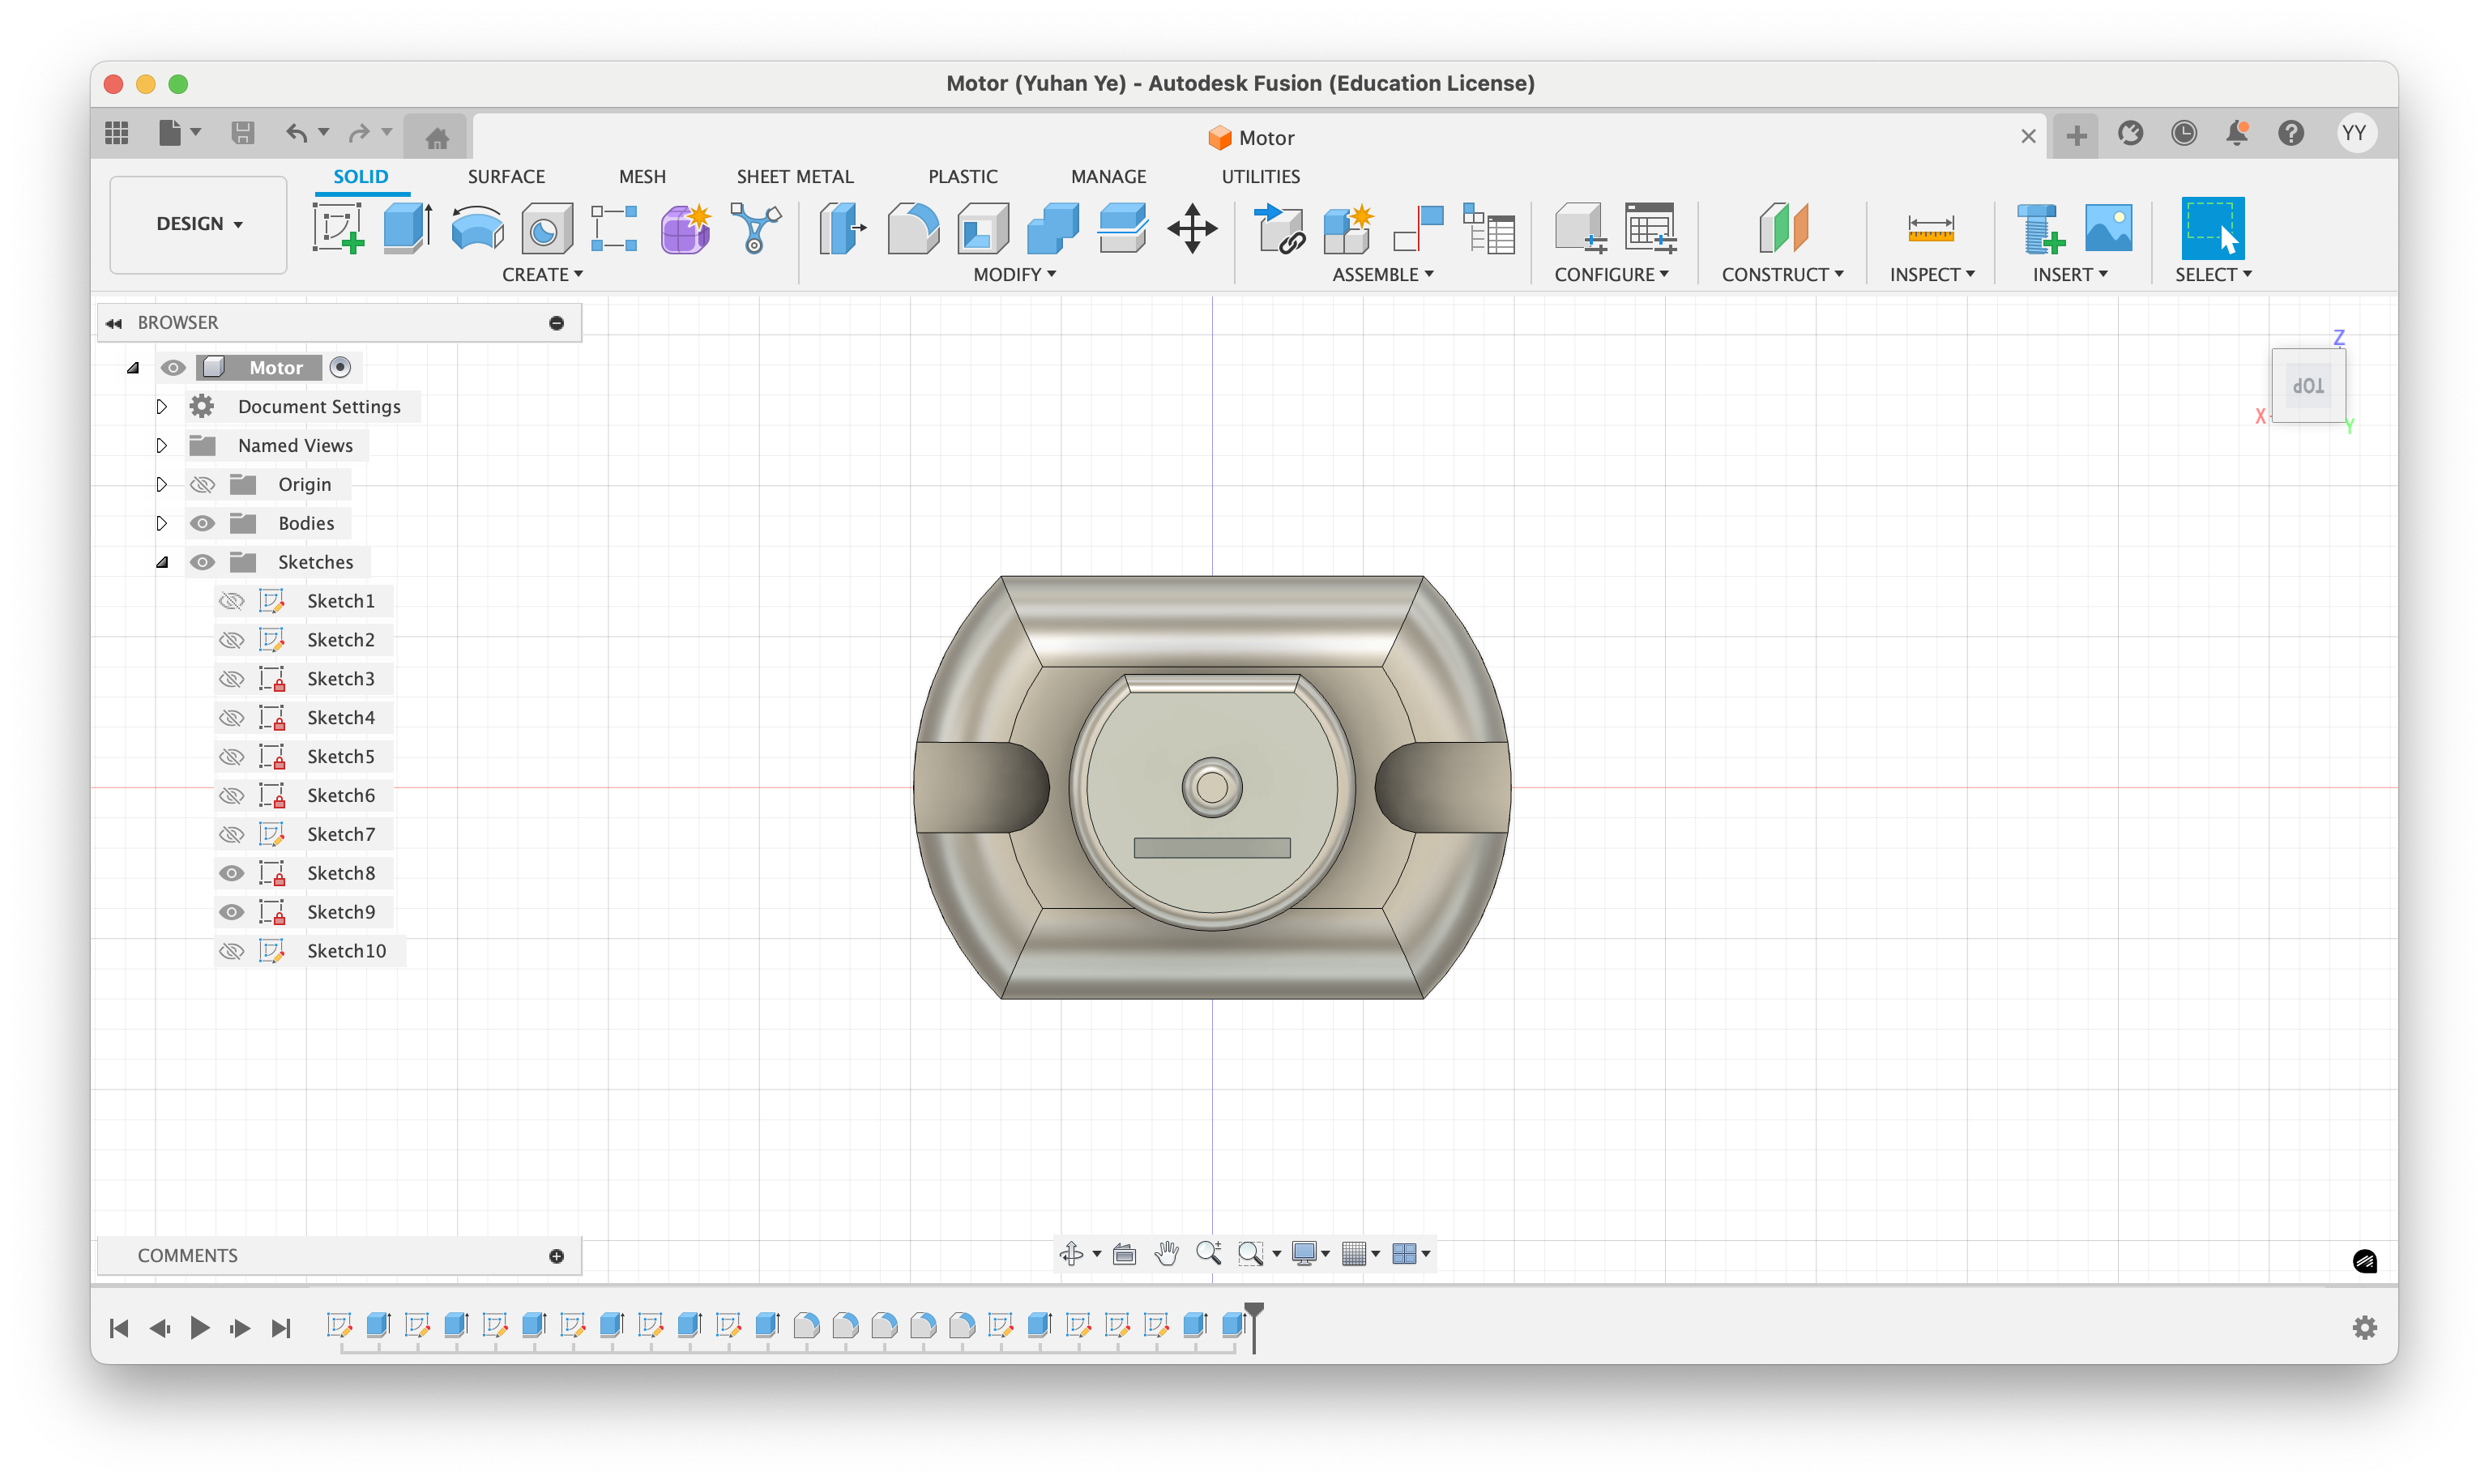 Motor (Yuhan Ye) - Autodesk Fusion (Education License)
Motor
YY
DESIGN
SOLID
SURFACE
MESH
SHEET METAL
PLASTIC
MANAGE
UTILITIES
CREATE
MODIFY
ASSEMBLE
CONFIGURE
CONSTRUCT
INSPECT
INSERT
SELECT
BROWSER
Motor
Document Settings
Named Views
Origin
Bodies
Sketches
Sketch1
Sketch2
Sketch3
Sketch4
Sketch5
Sketch6
Sketch7
Sketch8
Sketch9
Sketch10
Z
TOP
X
Y
COMMENTS